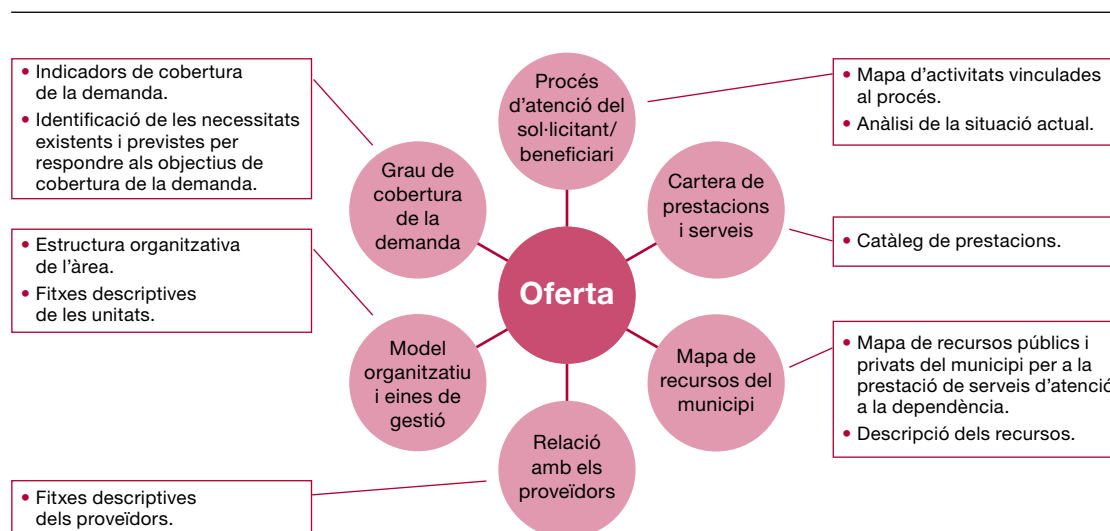 • Indicadors de cobertura
de la demanda.
• Identificació de les necessitats
existents i previstes per
respondre als objectius de
cobertura de la demanda.
Procés
d’atenció del
sol·licitant/
beneficiari
• Mapa d’activitats vinculades
al procés.
• Anàlisi de la situació actual.
Grau de
cobertura
de la
demanda
Cartera de
prestacions
i serveis
• Estructura organitzativa
de l’àrea.
• Fitxes descriptives
de les unitats.
• Catàleg de prestacions.
Oferta
Model
organitzatiu
i eines de
gestió
Mapa de
recursos del
municipi
• Mapa de recursos públics i
privats del municipi per a la
prestació de serveis d’atenció
a la dependència.
• Descripció dels recursos.
Relació
amb els
proveïdors
• Fitxes descriptives
dels proveïdors.